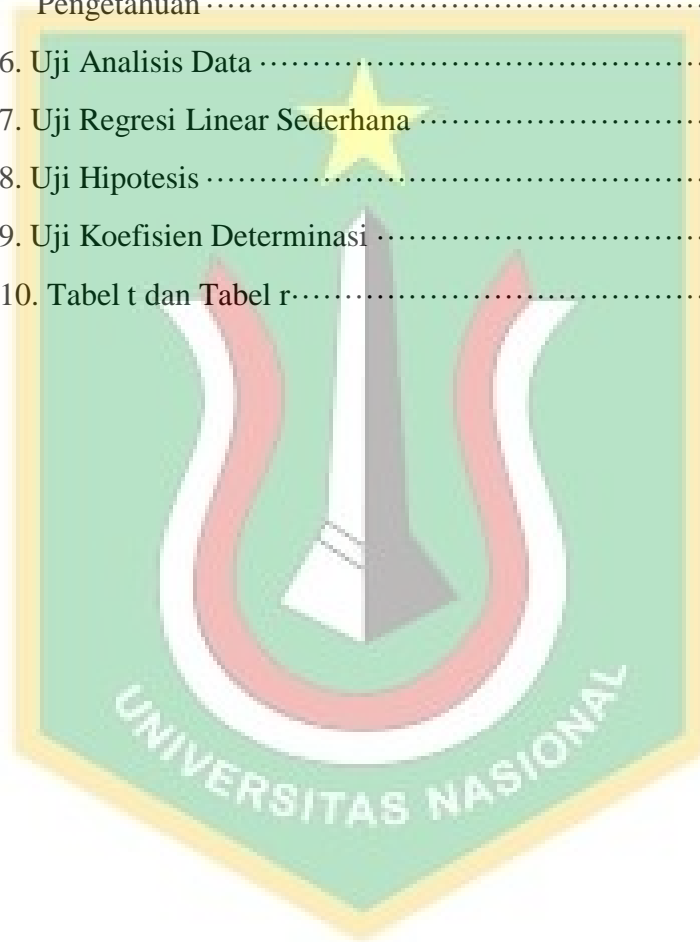 Pengetahuan ................................................
6. Uji Analisis Data ................................................
7. Uji Regresi Linear Sederhana ................................
8. Uji Hipotesis ................................................
9. Uji Koefisien Determinasi ................................
10. Tabel t dan Tabel r................................................
UNIVERSITAS NASIONAL